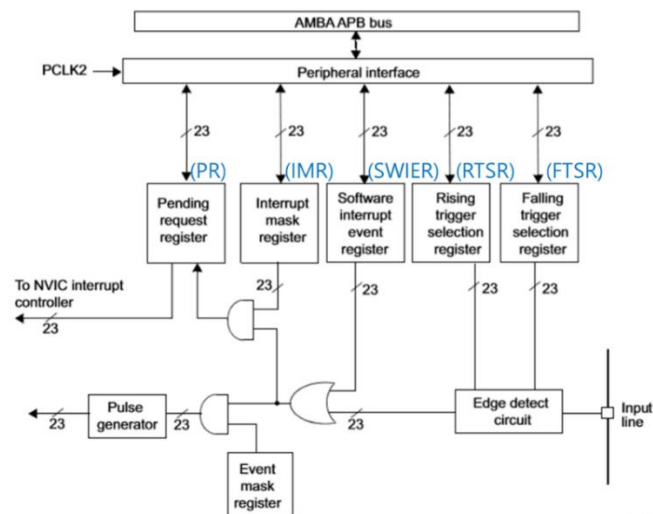 AMBA APB bus
PCLK2
Peripheral interface
23
23
23
23
23
(PR)
(IMR)
(SWIER)
(RTSR)
(FTSR)
Pending
request
register
Interrupt
mask
register
Software
interrupt
event
register
Rising
trigger
selection
register
Falling
trigger
selection
register
To NVIC interrupt
controller
23
23
23
23
23
Pulse
generator
23
23
23
Edge detect
circuit
Input
line
Event
mask
register